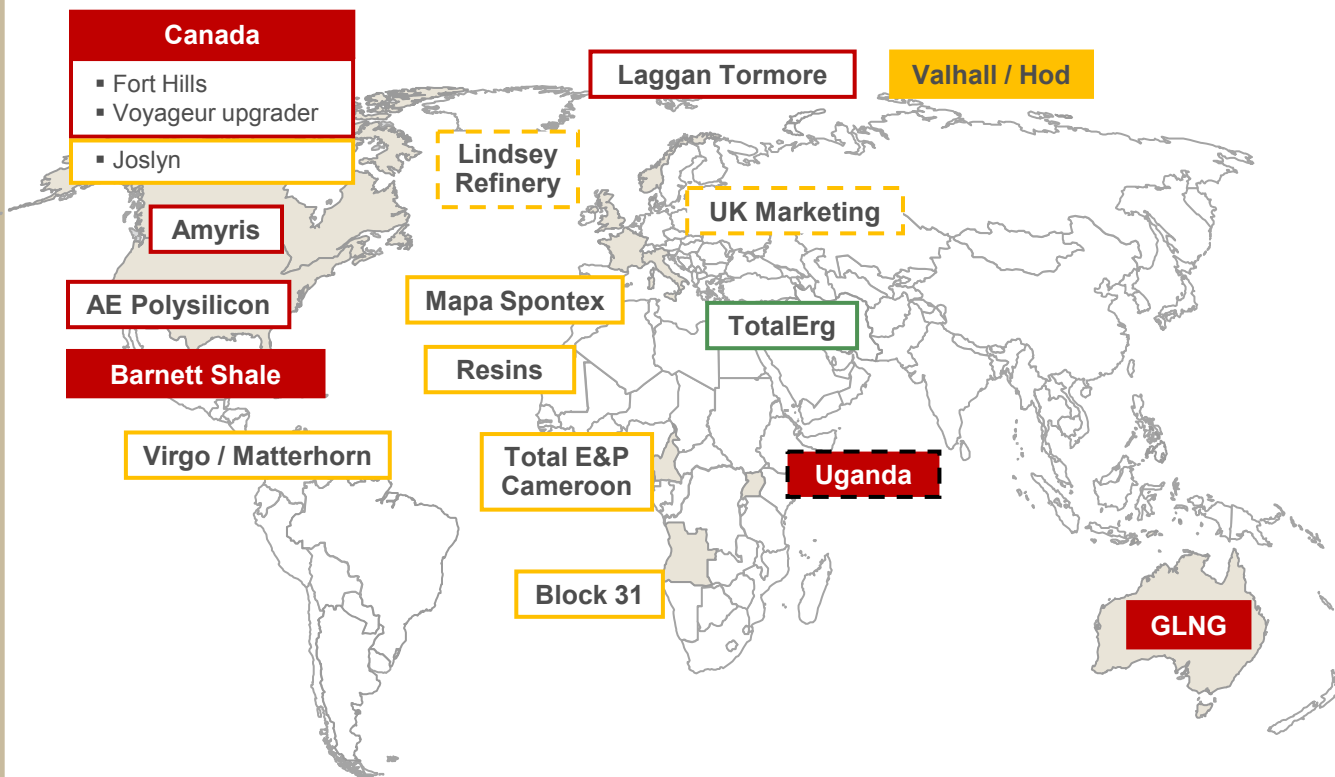 Canada
▪ Fort Hills
▪ Voyageur upgrader
▪ Joslyn
Laggan Tormore
Valhall / Hod
Lindsey
Refinery
UK Marketing
Amyris
AE Polysilicon
Mapa Spontex
TotalErg
Barnett Shale
Resins
Virgo / Matterhorn
Total E&P
Cameroon
Uganda
Block 31
GLNG